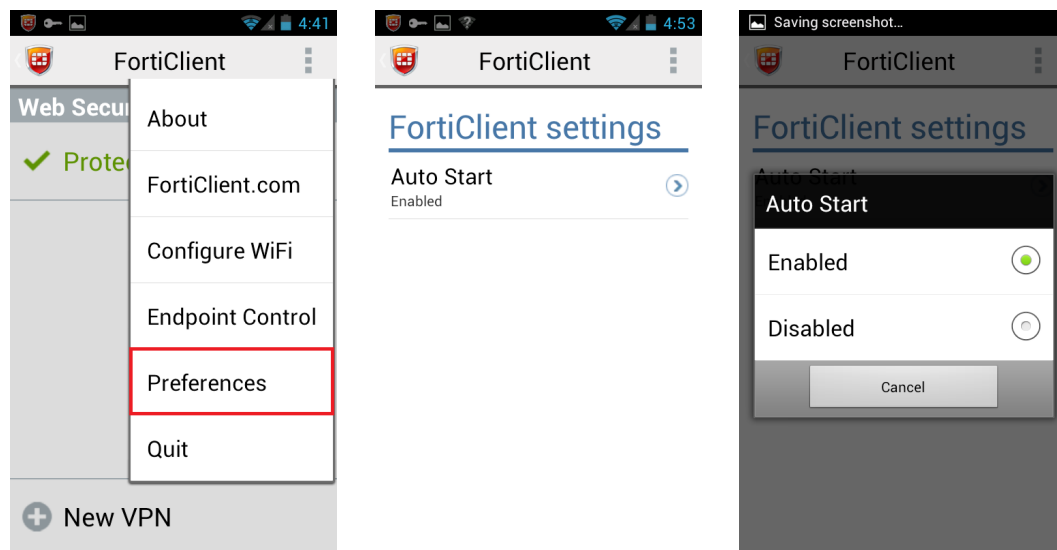 4:41
FortiClient
Web Secu
Prote
About
FortiClient.com
Configure WiFi
Endpoint Control
Preferences
Quit
New VPN
4:53
FortiClient
FortiClient settings
Auto Start
Enabled
Saving screenshot...
FortiClient
FortiClient settings
Auto Start
Auto Start
Enabled
Disabled
Cancel